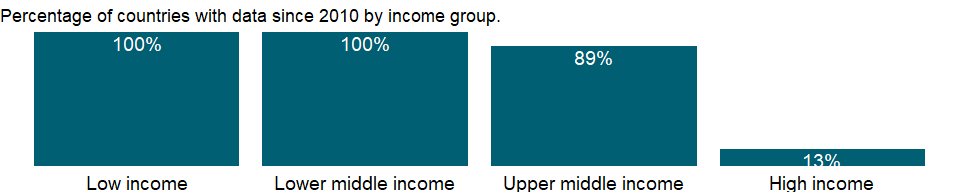 Percentage of countries with data since 2010 by income group.
100% 100% 89% 13%
Low income Lower middle income Upper middle income High income